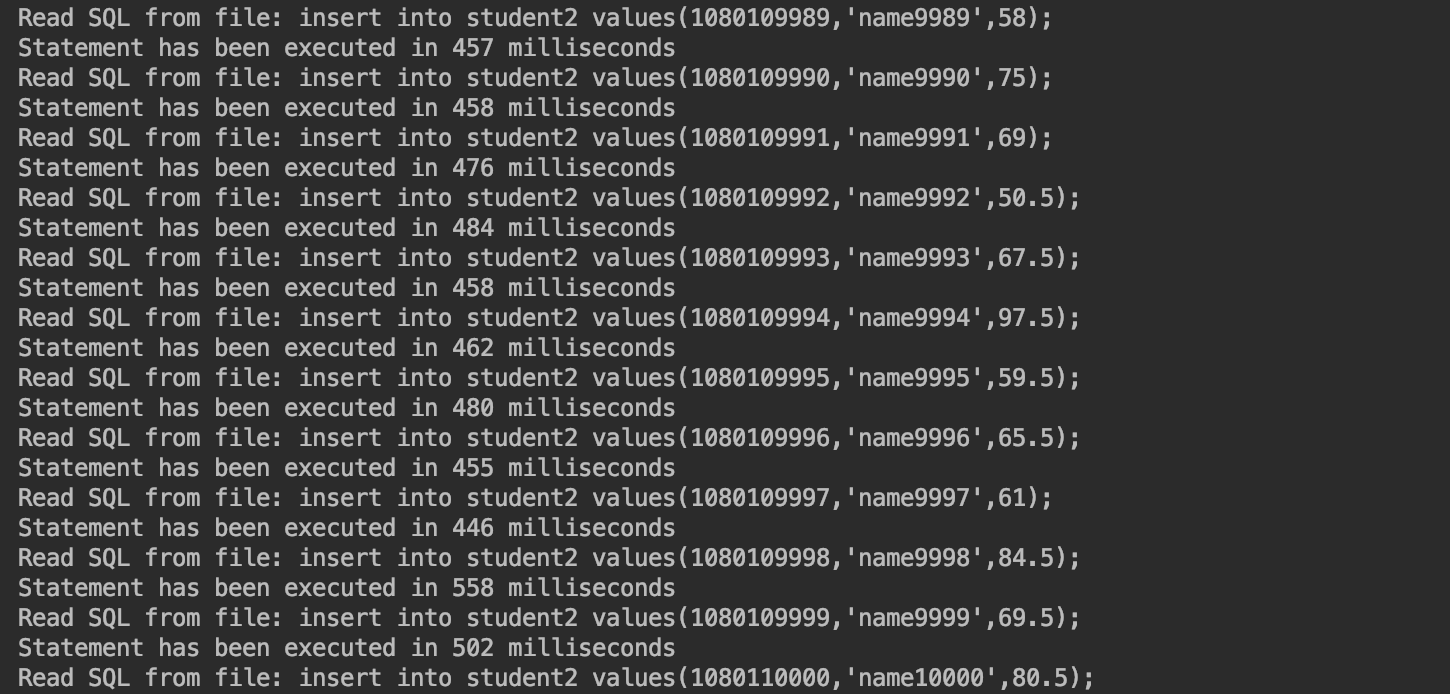 Read SQL from file: insert into student2 values(1080109989,'name9989',58);
Statement has been executed in 457 milliseconds
Read SQL from file: insert into student2 values(1080109990,'name9990',75);
Statement has been executed in 458 milliseconds
Read SQL from file: insert into student2 values(1080109991,'name9991',69);
Statement has been executed in 476 milliseconds
Read SQL from file: insert into student2 values(1080109992,'name9992',50.5);
Statement has been executed in 484 milliseconds
Read SQL from file: insert into student2 values(1080109993,'name9993',67.5);
Statement has been executed in 458 milliseconds
Read SQL from file: insert into student2 values(1080109994,'name9994',97.5);
Statement has been executed in 462 milliseconds
Read SQL from file: insert into student2 values(1080109995,'name9995',59.5);
Statement has been executed in 480 milliseconds
Read SQL from file: insert into student2 values(1080109996,'name9996',65.5);
Statement has been executed in 455 milliseconds
Read SQL from file: insert into student2 values(1080109997,'name9997',61);
Statement has been executed in 446 milliseconds
Read SQL from file: insert into student2 values(1080109998,'name9998',84.5);
Statement has been executed in 558 milliseconds
Read SQL from file: insert into student2 values(1080109999,'name9999',69.5);
Statement has been executed in 502 milliseconds
Read SQL from file: insert into student2 values(1080110000,'name10000',80.5);